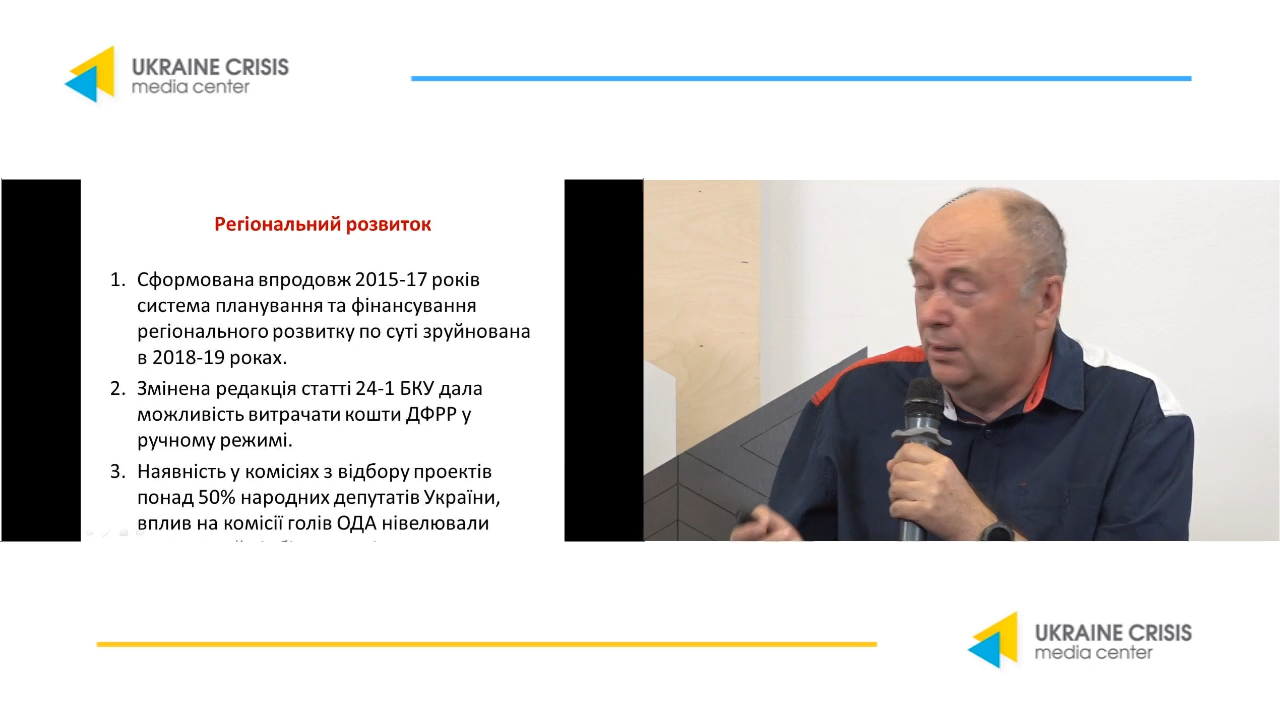 UKRAINE CRISIS
media center
Регіональний розвиток
1. Сформована впродовж 2015-17 років
система планування та фінансування
регіонального розвитку по суті зруйнована
в 2018-19 роках.
2. Змінена редакція статті 24-1 БКУ дала
можливість витрачати кошти ДФРР у
ручному режимі.
3. Наявність у комісіях з відбору проектів
понад 50% народних депутатів України,
вплив на комісії голів ОДА нівелювали
UKRAINE CRISIS
media center